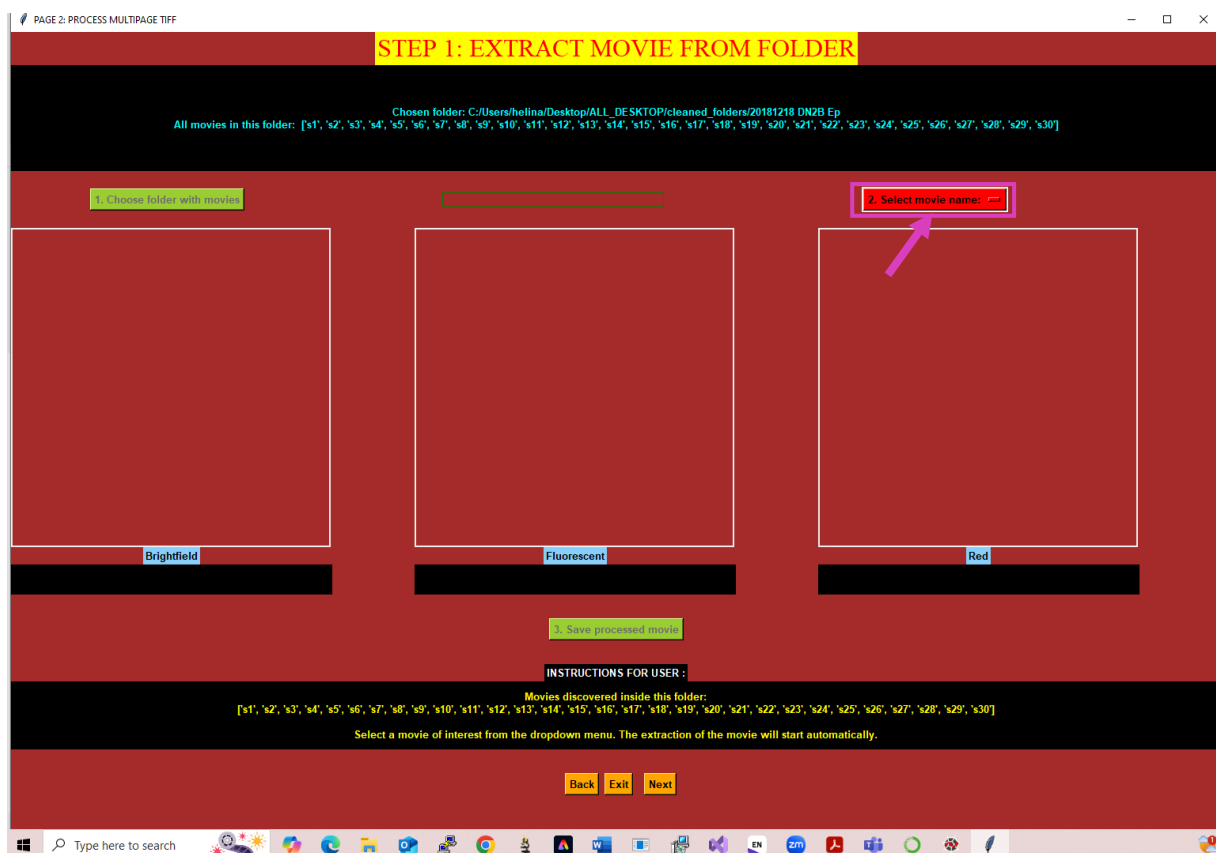 PAGE 2: PROCESS MULTIPAGE TIFF
STEP 1: EXTRACT MOVIE FROM FOLDER
Chosen folder: C:/Users/helina/Desktop/ALL_DESKTOP/cleaned_folders/20181218 DN2B Ep
All movies in this folder: ['s1', 's2', 's3', 's4', 's5', 's6', 's7', 's8', 's9', 's10', 's11', 's12', 's13', 's14', 's15', 's16', 's17', 's18', 's19', 's20', 's21', 's22', 's23', 's24', 's25', 's26', 's27', 's28', 's29', 's30']
1. Choose folder with movies
2. Select movie name:
Brightfield
Fluorescent
Red
3. Save processed movie
INSTRUCTIONS FOR USER :
Movies discovered inside this folder:
['s1', 's2', 's3', 's4', 's5', 's6', 's7', 's8', 's9', 's10', 's11', 's12', 's13', 's14', 's15', 's16', 's17', 's18', 's19', 's20', 's21', 's22', 's23', 's24', 's25', 's26', 's27', 's28', 's29', 's30']
Select a movie of interest from the dropdown menu. The extraction of the movie will start automatically.
Back Exit Next
Type here to search
EN
zm